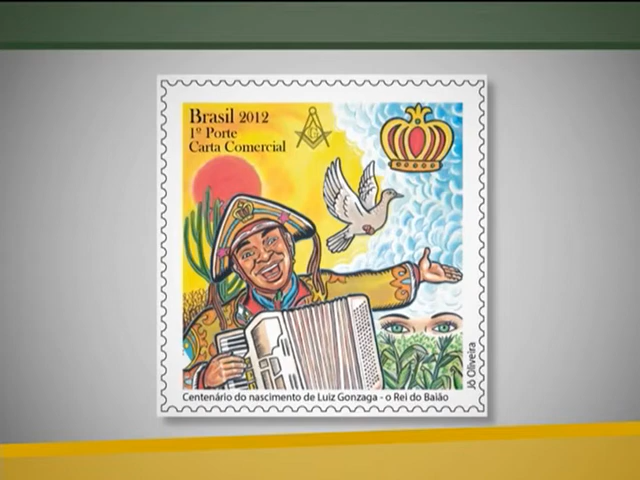 Brasil 2012
1º Porte
Carta Comercial
G
Jô Oliveira
Centenário do nascimento de Luiz Gonzaga - o Rei do Baião